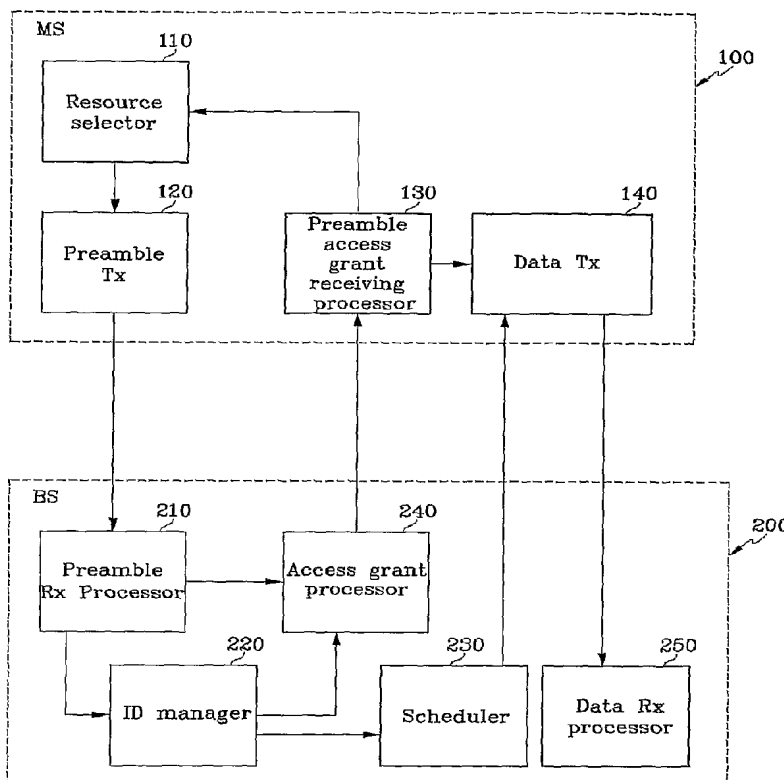 MS
110
100
Resource
selector
120
130
140
Preamble
Tx
Preamble
access
grant
receiving
processor
Data Tx
BS
210
240
200
Preamble
Rx Processor
Access grant
processor
220
230
250
ID manager
Scheduler
Data Rx
processor